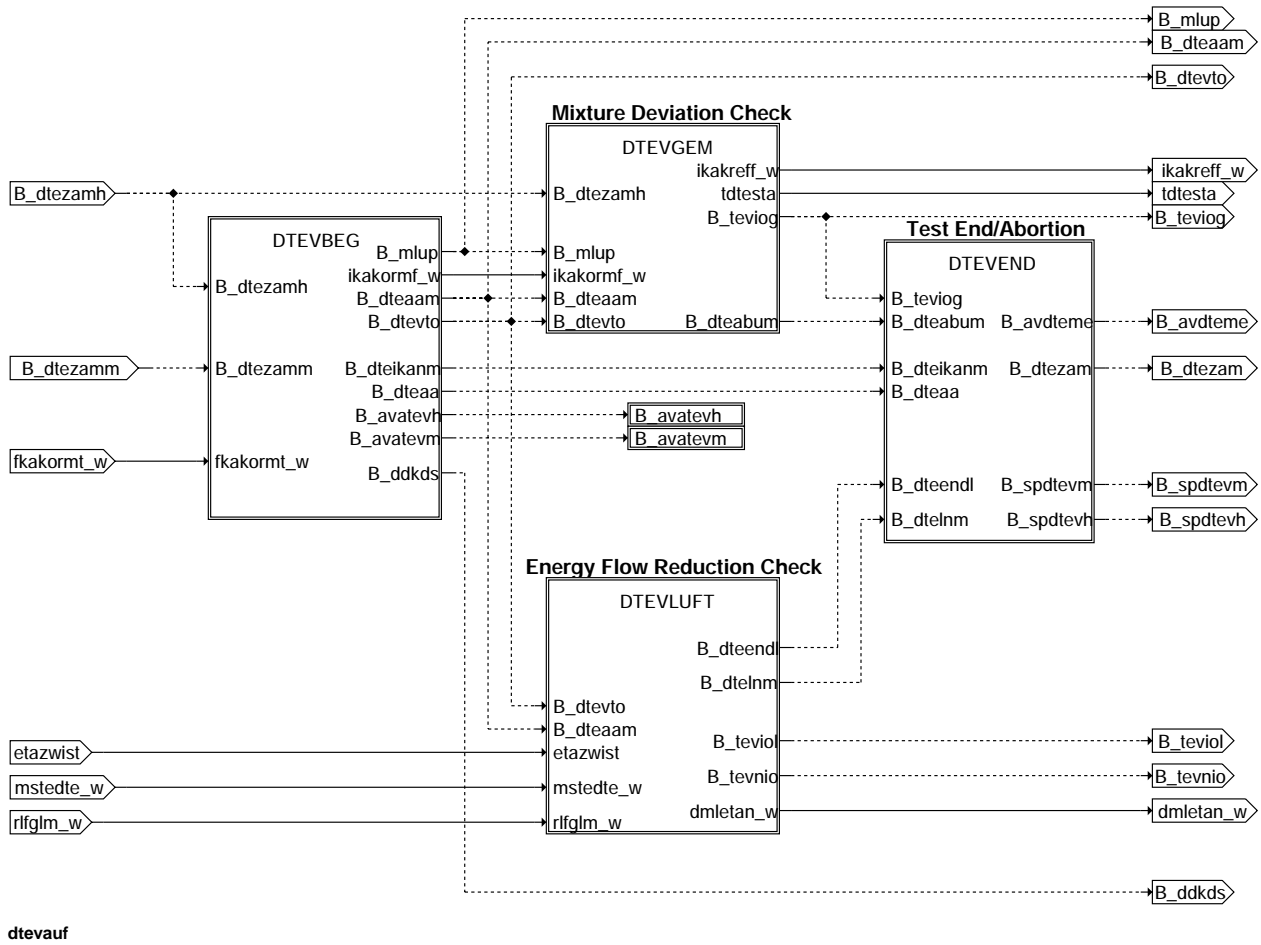 B_mlup
B_dteaam
B_dtevto
Mixture Deviation Check
DTEVGEM
ikakreff_w
ikakreff_w
B_dtezamh
B_dtezamh
tdtesta
tdtesta
B_teviog
B_teviog
Test End/Abortion
DTEVBEG
B_mlup
B_mlup
DTEVEND
ikakormf_w
ikakormf_w
B_dtezamh
B_dteaam
B_dteaam
B_teviog
B_dtevto
B_dtevto
B_dteabum
B_dteabum
B_avdteme
B_avdteme
B_dtezamm
B_dtezamm
B_dteikanm
B_dteikanm
B_dtezam
B_dtezam
B_dteaa
B_dteaa
B_avatevh
B_avatevh
B_avatevm
B_avatevm
fkakormt_w
fkakormt_w
B_ddkds
B_dteendl
B_spdtevm
B_spdtevm
B_dtelnm
B_spdtevh
B_spdtevh
Energy Flow Reduction Check
DTEVLUFT
B_dteendl
B_dtelnm
B_dtevto
B_dteaam
B_teviol
B_teviol
etazwist
etazwist
B_tevnio
B_tevnio
mstedte_w
mstedte_w
dmletan_w
dmletan_w
rlfglm_w
rlfglm_w
B_ddkds
dtevauf